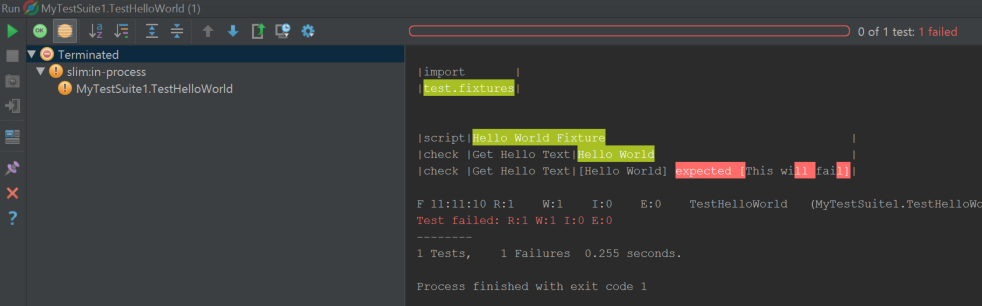 Run MyTestSuite1.TestHelloWorld (1)
OK
0 of 1 test: 1 failed
Terminated
slim:in-process
MyTestSuite1.TestHelloWorld
|import |
|test.fixtures|
|script|Hello World Fixture |
|check |Get Hello Text|Hello World |
|check |Get Hello Text|[Hello World] expected [This will fail]|
F 11:11:10 R:1 W:1 I:0 E:0 TestHelloWorld (MyTestSuite1.TestHelloWo
Test failed: R:1 W:1 I:0 E:0
--------
1 Tests, 1 Failures 0.255 seconds.
Process finished with exit code 1